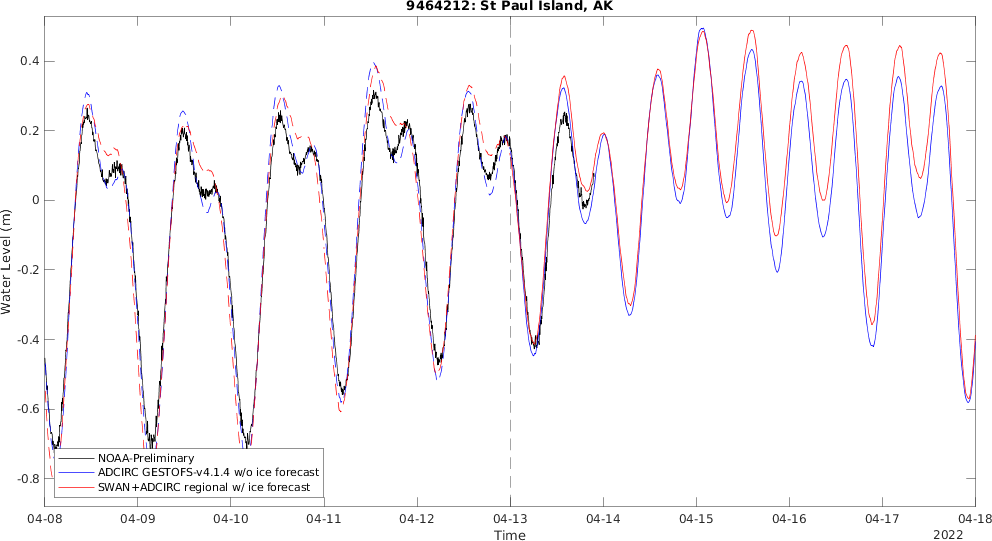 9464212: St Paul Island, AK
Water Level (m)
0.4
0.2
0
-0.2
-0.4
-0.6
-0.8
NOAA-Preliminary
ADCIRC GESTOFS-v4.1.4 w/o ice forecast
SWAN+ADCIRC regional w/ ice forecast
04-08 04-09 04-10 04-11 04-12 04-13 04-14 04-15 04-16 04-17 04-18
Time
2022